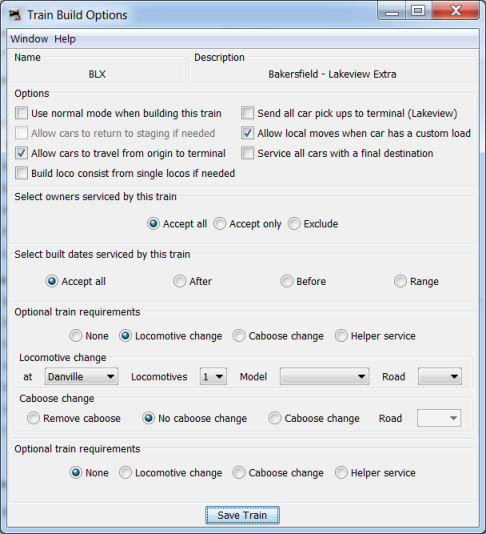 Train Build Options
Window Help
Name Description
BLX Bakersfield - Lakeview Extra
Options
Use normal mode when building this train Send all car pick ups to terminal (Lakeview)
Allow cars to return to staging if needed Allow local moves when car has a custom load
Allow cars to travel from origin to terminal Service all cars with a final destination
Build loco consist from single locos if needed
Select owners serviced by this train
Accept all Accept only Exclude
Select built dates serviced by this train
Accept all After Before Range
Optional train requirements
None Locomotive change Caboose change Helper service
Locomotive change
at Danville Locomotives 1 Model Road
Caboose change
Remove caboose No caboose change Caboose change Road
Optional train requirements
None Locomotive change Caboose change Helper service
Save Train